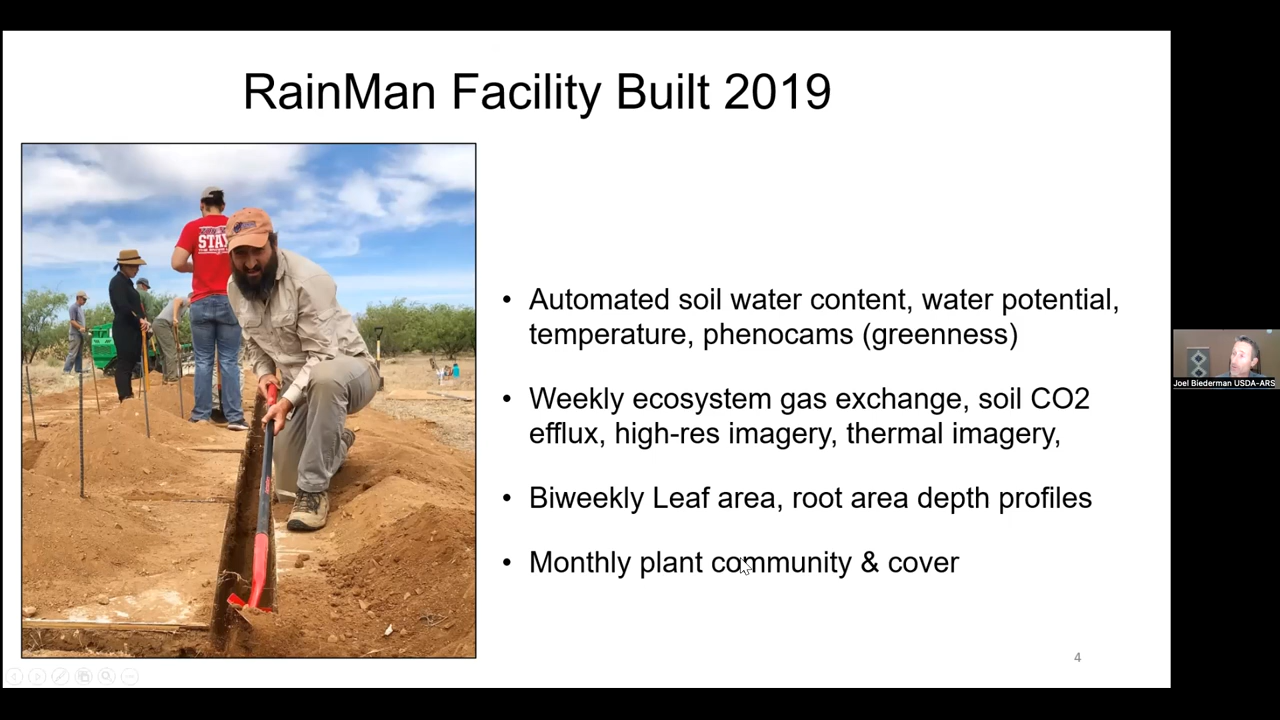 RainMan Facility Built 2019
STAY
• Automated soil water content, water potential,
temperature, phenocams (greenness)
• Weekly ecosystem gas exchange, soil CO2
efflux, high-res imagery, thermal imagery,
• Biweekly Leaf area, root area depth profiles
• Monthly plant community & cover
4
Joel Biederman USDA-ARS